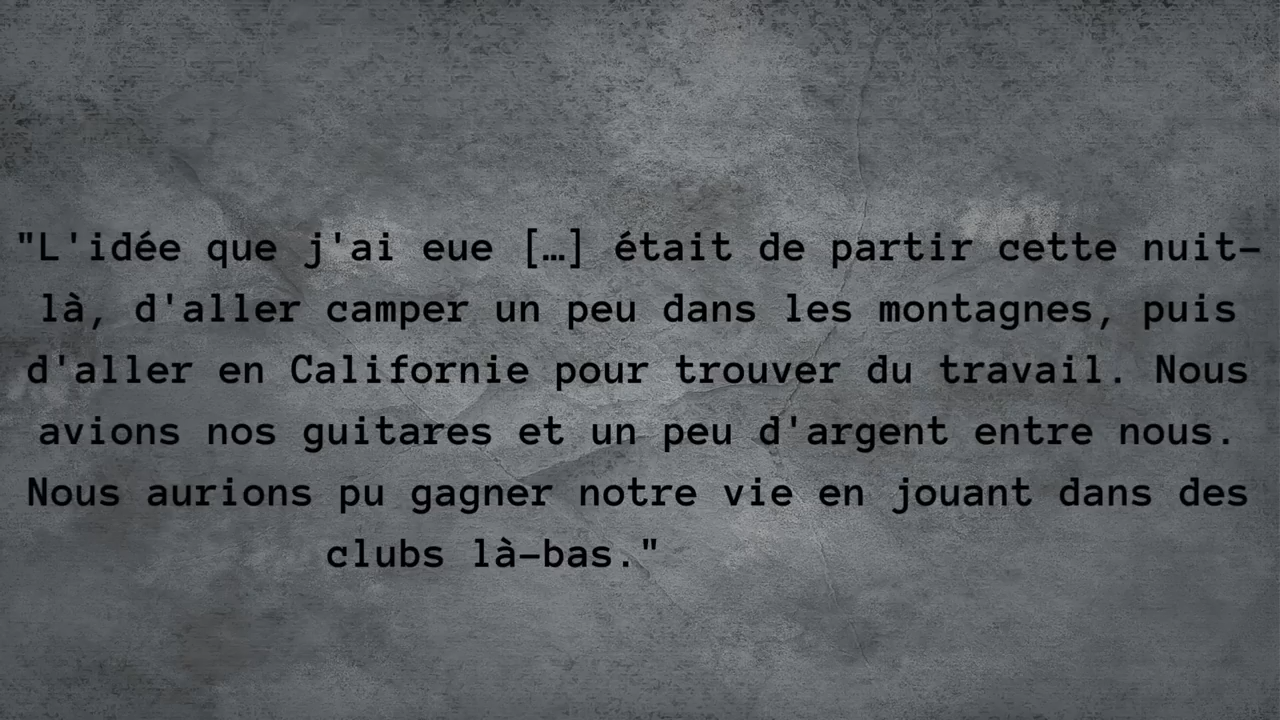 "L'idée que j'ai eue […] était de partir cette nuit-
là, d'aller camper un peu dans les montagnes, puis
d'aller en Californie pour trouver du travail. Nous
avions nos guitares et un peu d'argent entre nous.
Nous aurions pu gagner notre vie en jouant dans des
clubs là-bas."